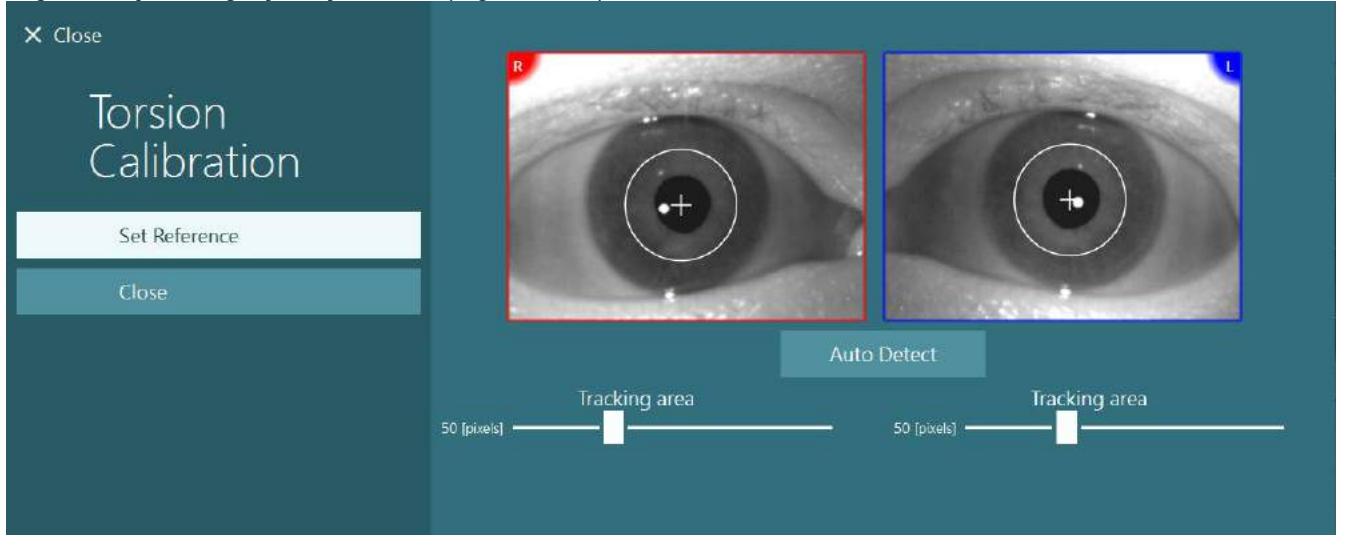 ✕ Close
Torsion
Calibration
Set Reference
Close
R
L
Auto Detect
Tracking area
50 [pixels]
Tracking area
50 [pixels]